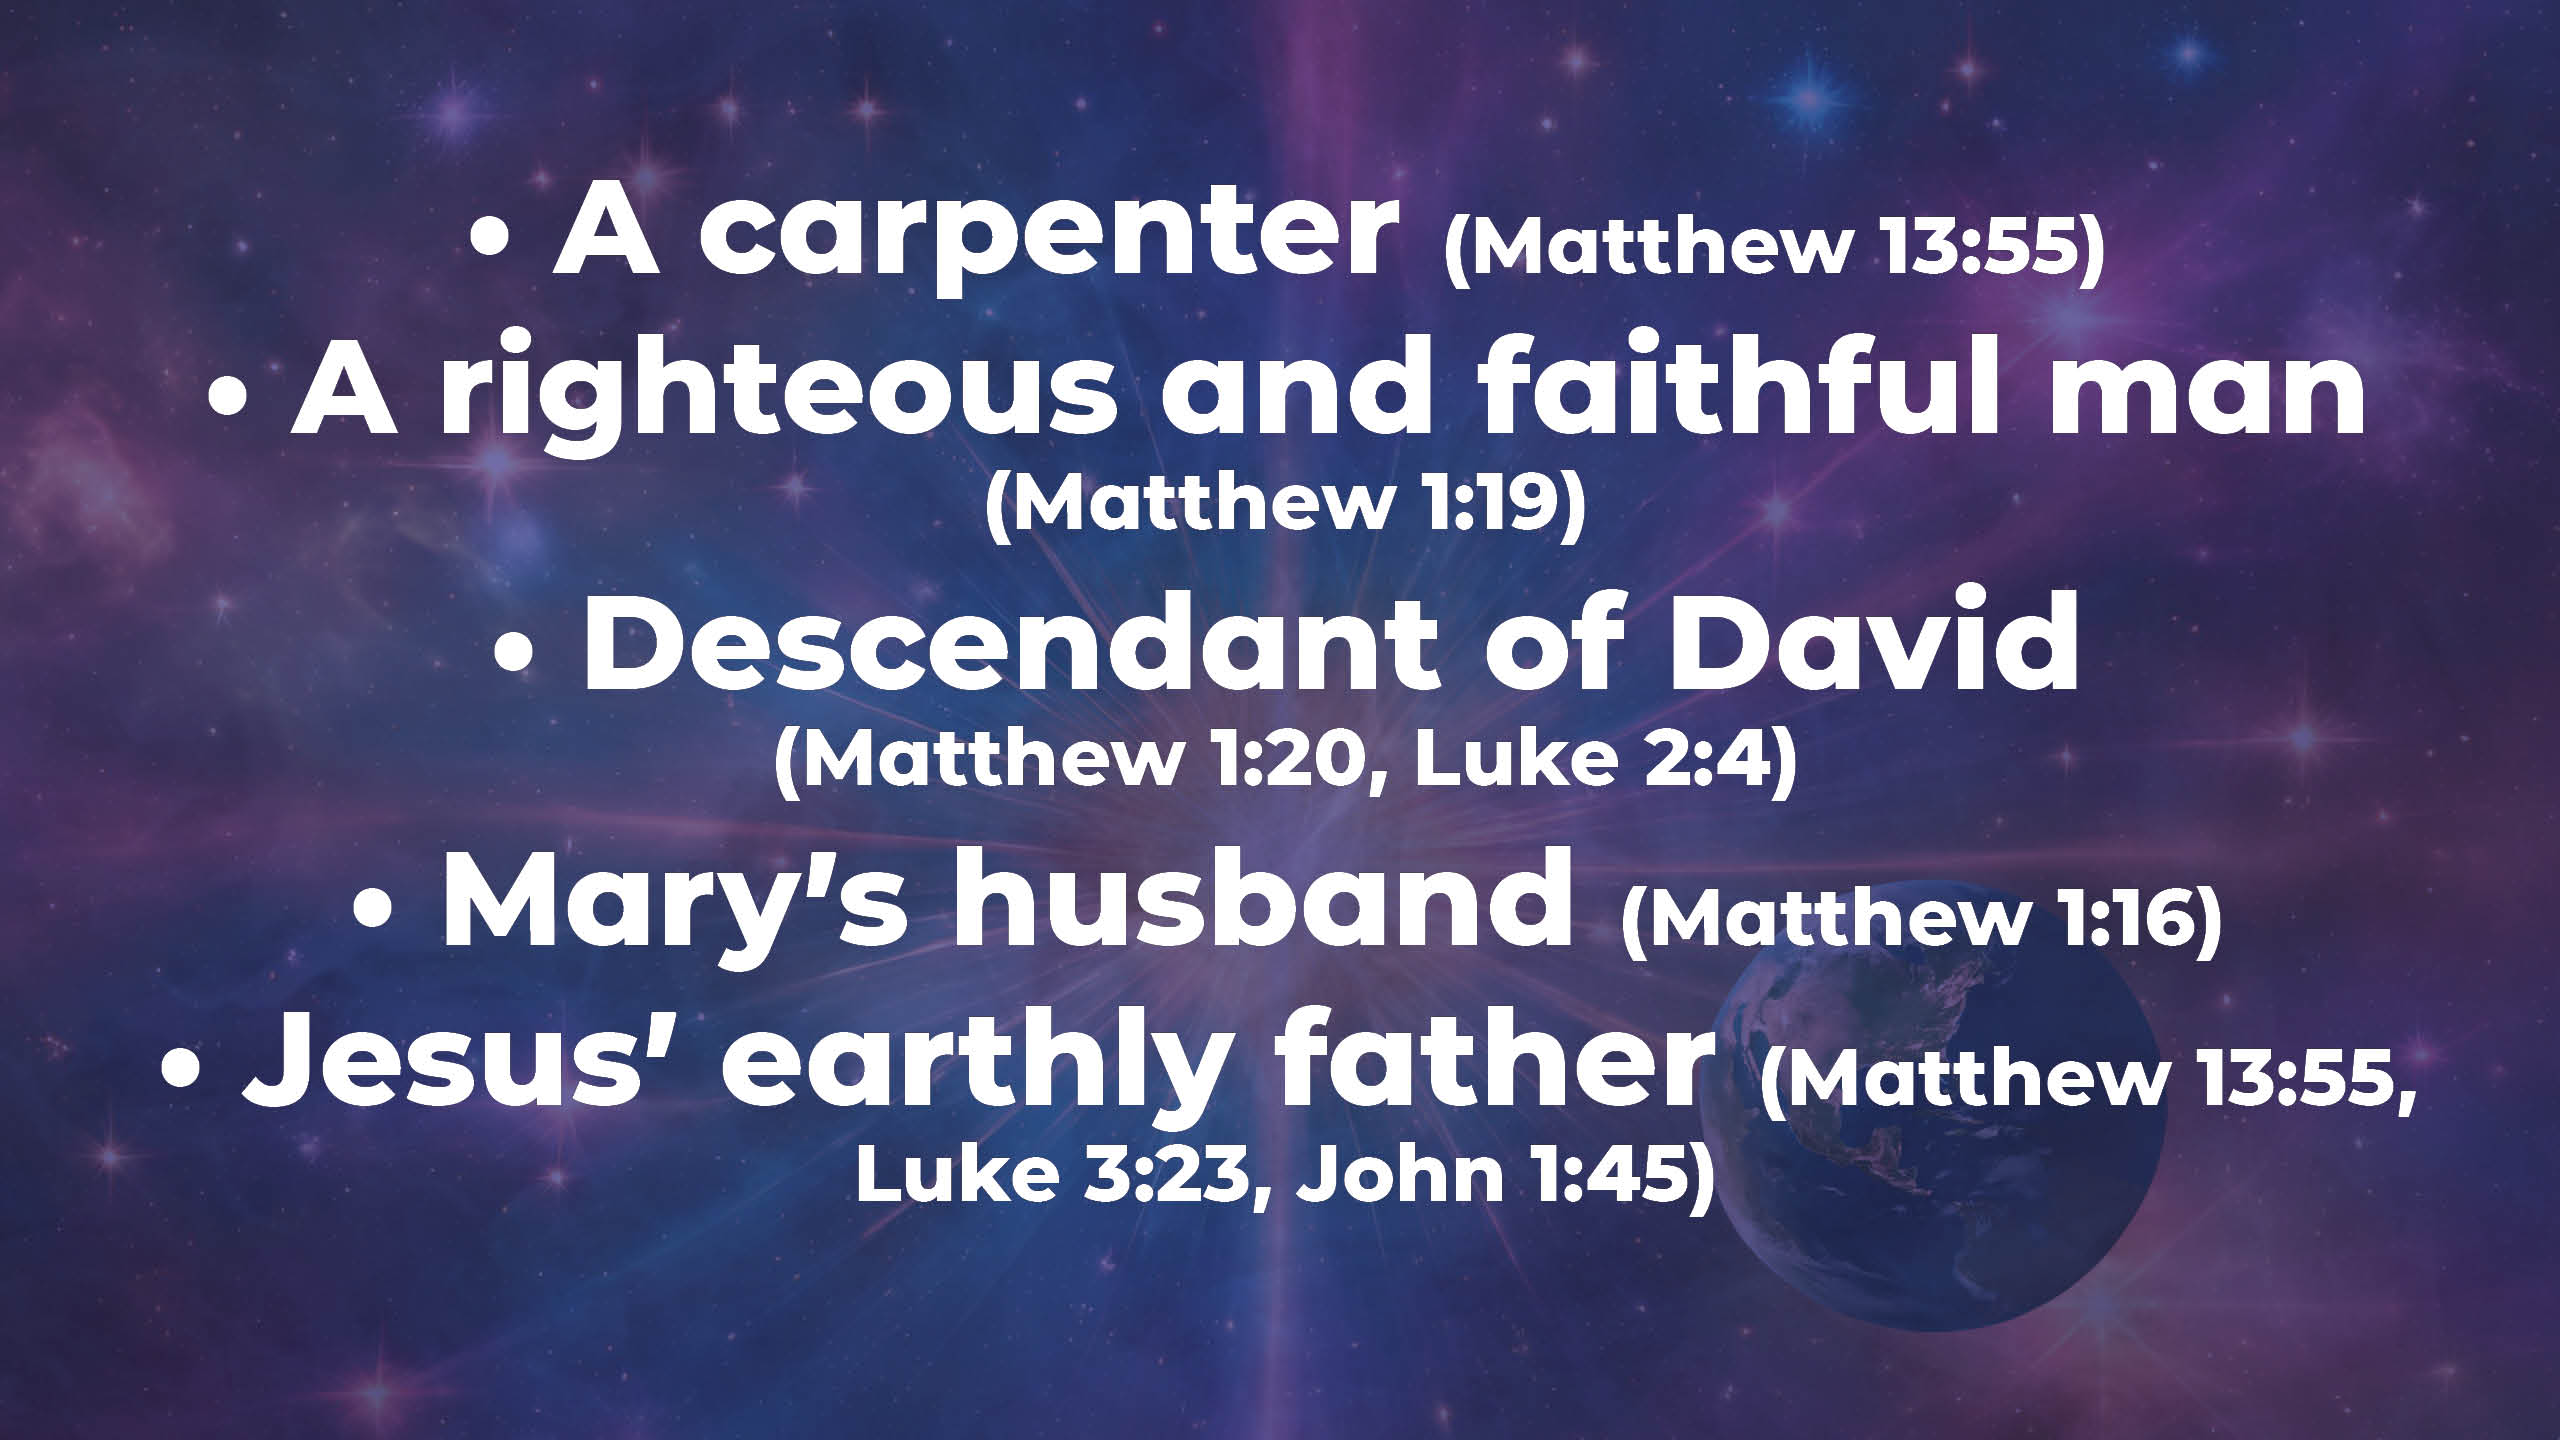 • A carpenter (Matthew 13:55)
• A righteous and faithful man
(Matthew 1:19)
• Descendant of David
(Matthew 1:20, Luke 2:4)
• Mary’s husband (Matthew 1:16)
• Jesus’ earthly father (Matthew 13:55,
Luke 3:23, John 1:45)